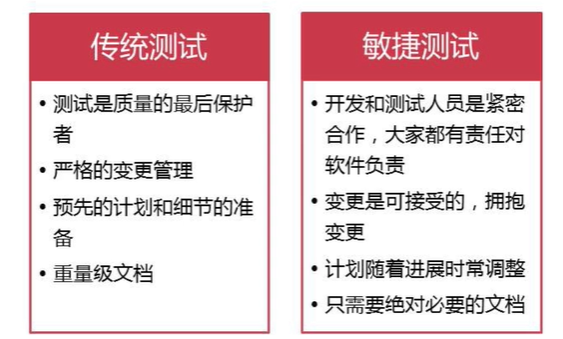 传统测试
• 测试是质量的最后保护
者
• 严格的变更管理
• 预先的计划和细节的准
备
• 重量级文档
敏捷测试
• 开发和测试人员是紧密
合作，大家都有责任对
软件负责
• 变更是可接受的，拥抱
变更
• 计划随着进展时常调整
• 只需要绝对必要的文档